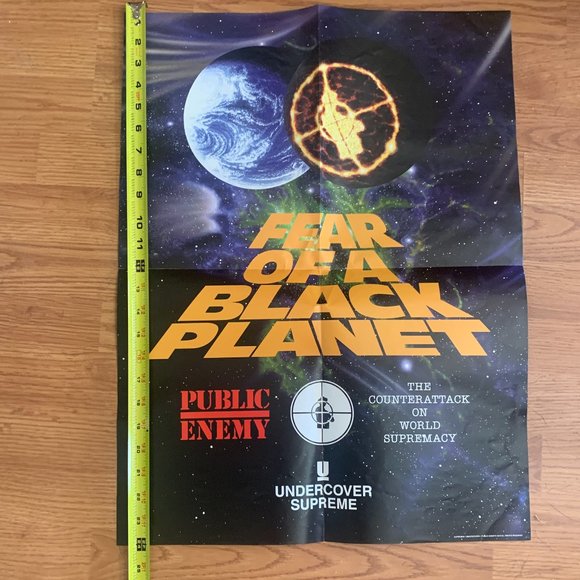 FEAR
OF A
BLACK
PLANET
PUBLIC
ENEMY
THE
COUNTERATTACK
ON
WORLD
SUPREMACY
U
UNDERCOVER
SUPREME